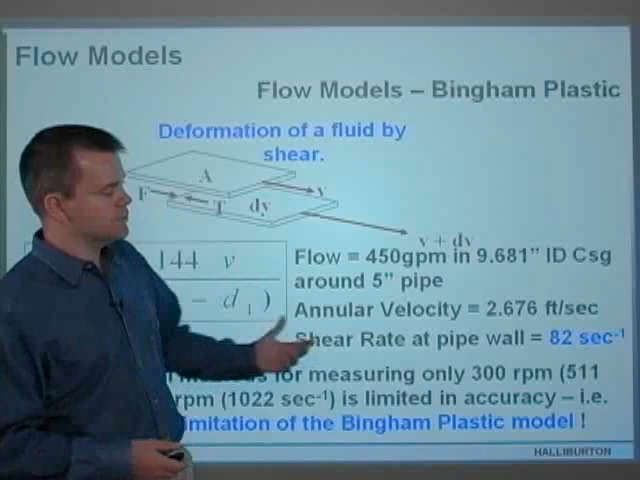 Flow Models
Flow Models – Bingham Plastic
Deformation of a fluid by
shear.
A
v
F
T
dy
v + dv
144 v
– d 1 )
Flow = 450gpm in 9.681" ID Csg
around 5" pipe
Annular Velocity = 2.676 ft/sec
Shear Rate at pipe wall = 82 sec-1
for measuring only 300 rpm (511
rpm (1022 sec-1) is limited in accuracy – i.e.
imitation of the Bingham Plastic model !
HALLIBURTON